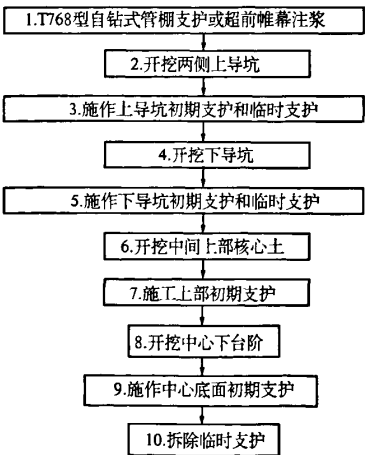 1.T768型自钻式管棚支护或超前帷幕注浆
2.开挖两侧上导坑
3.施作上导坑初期支护和临时支护
4.开挖下导坑
5.施作下导坑初期支护和临时支护
6.开挖中间上部核心土
7.施工上部初期支护
8.开挖中心下台阶
9.施作中心底面初期支护
10.拆除临时支护